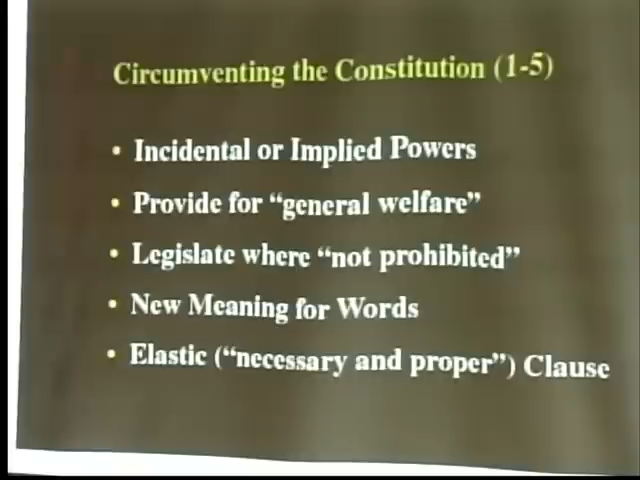 Circumventing the Constitution (1-5)
• Incidental or Implied Powers
• Provide for “general welfare”
• Legislate where “not prohibited”
• New Meaning for Words
• Elastic (“necessary and proper”) Clause